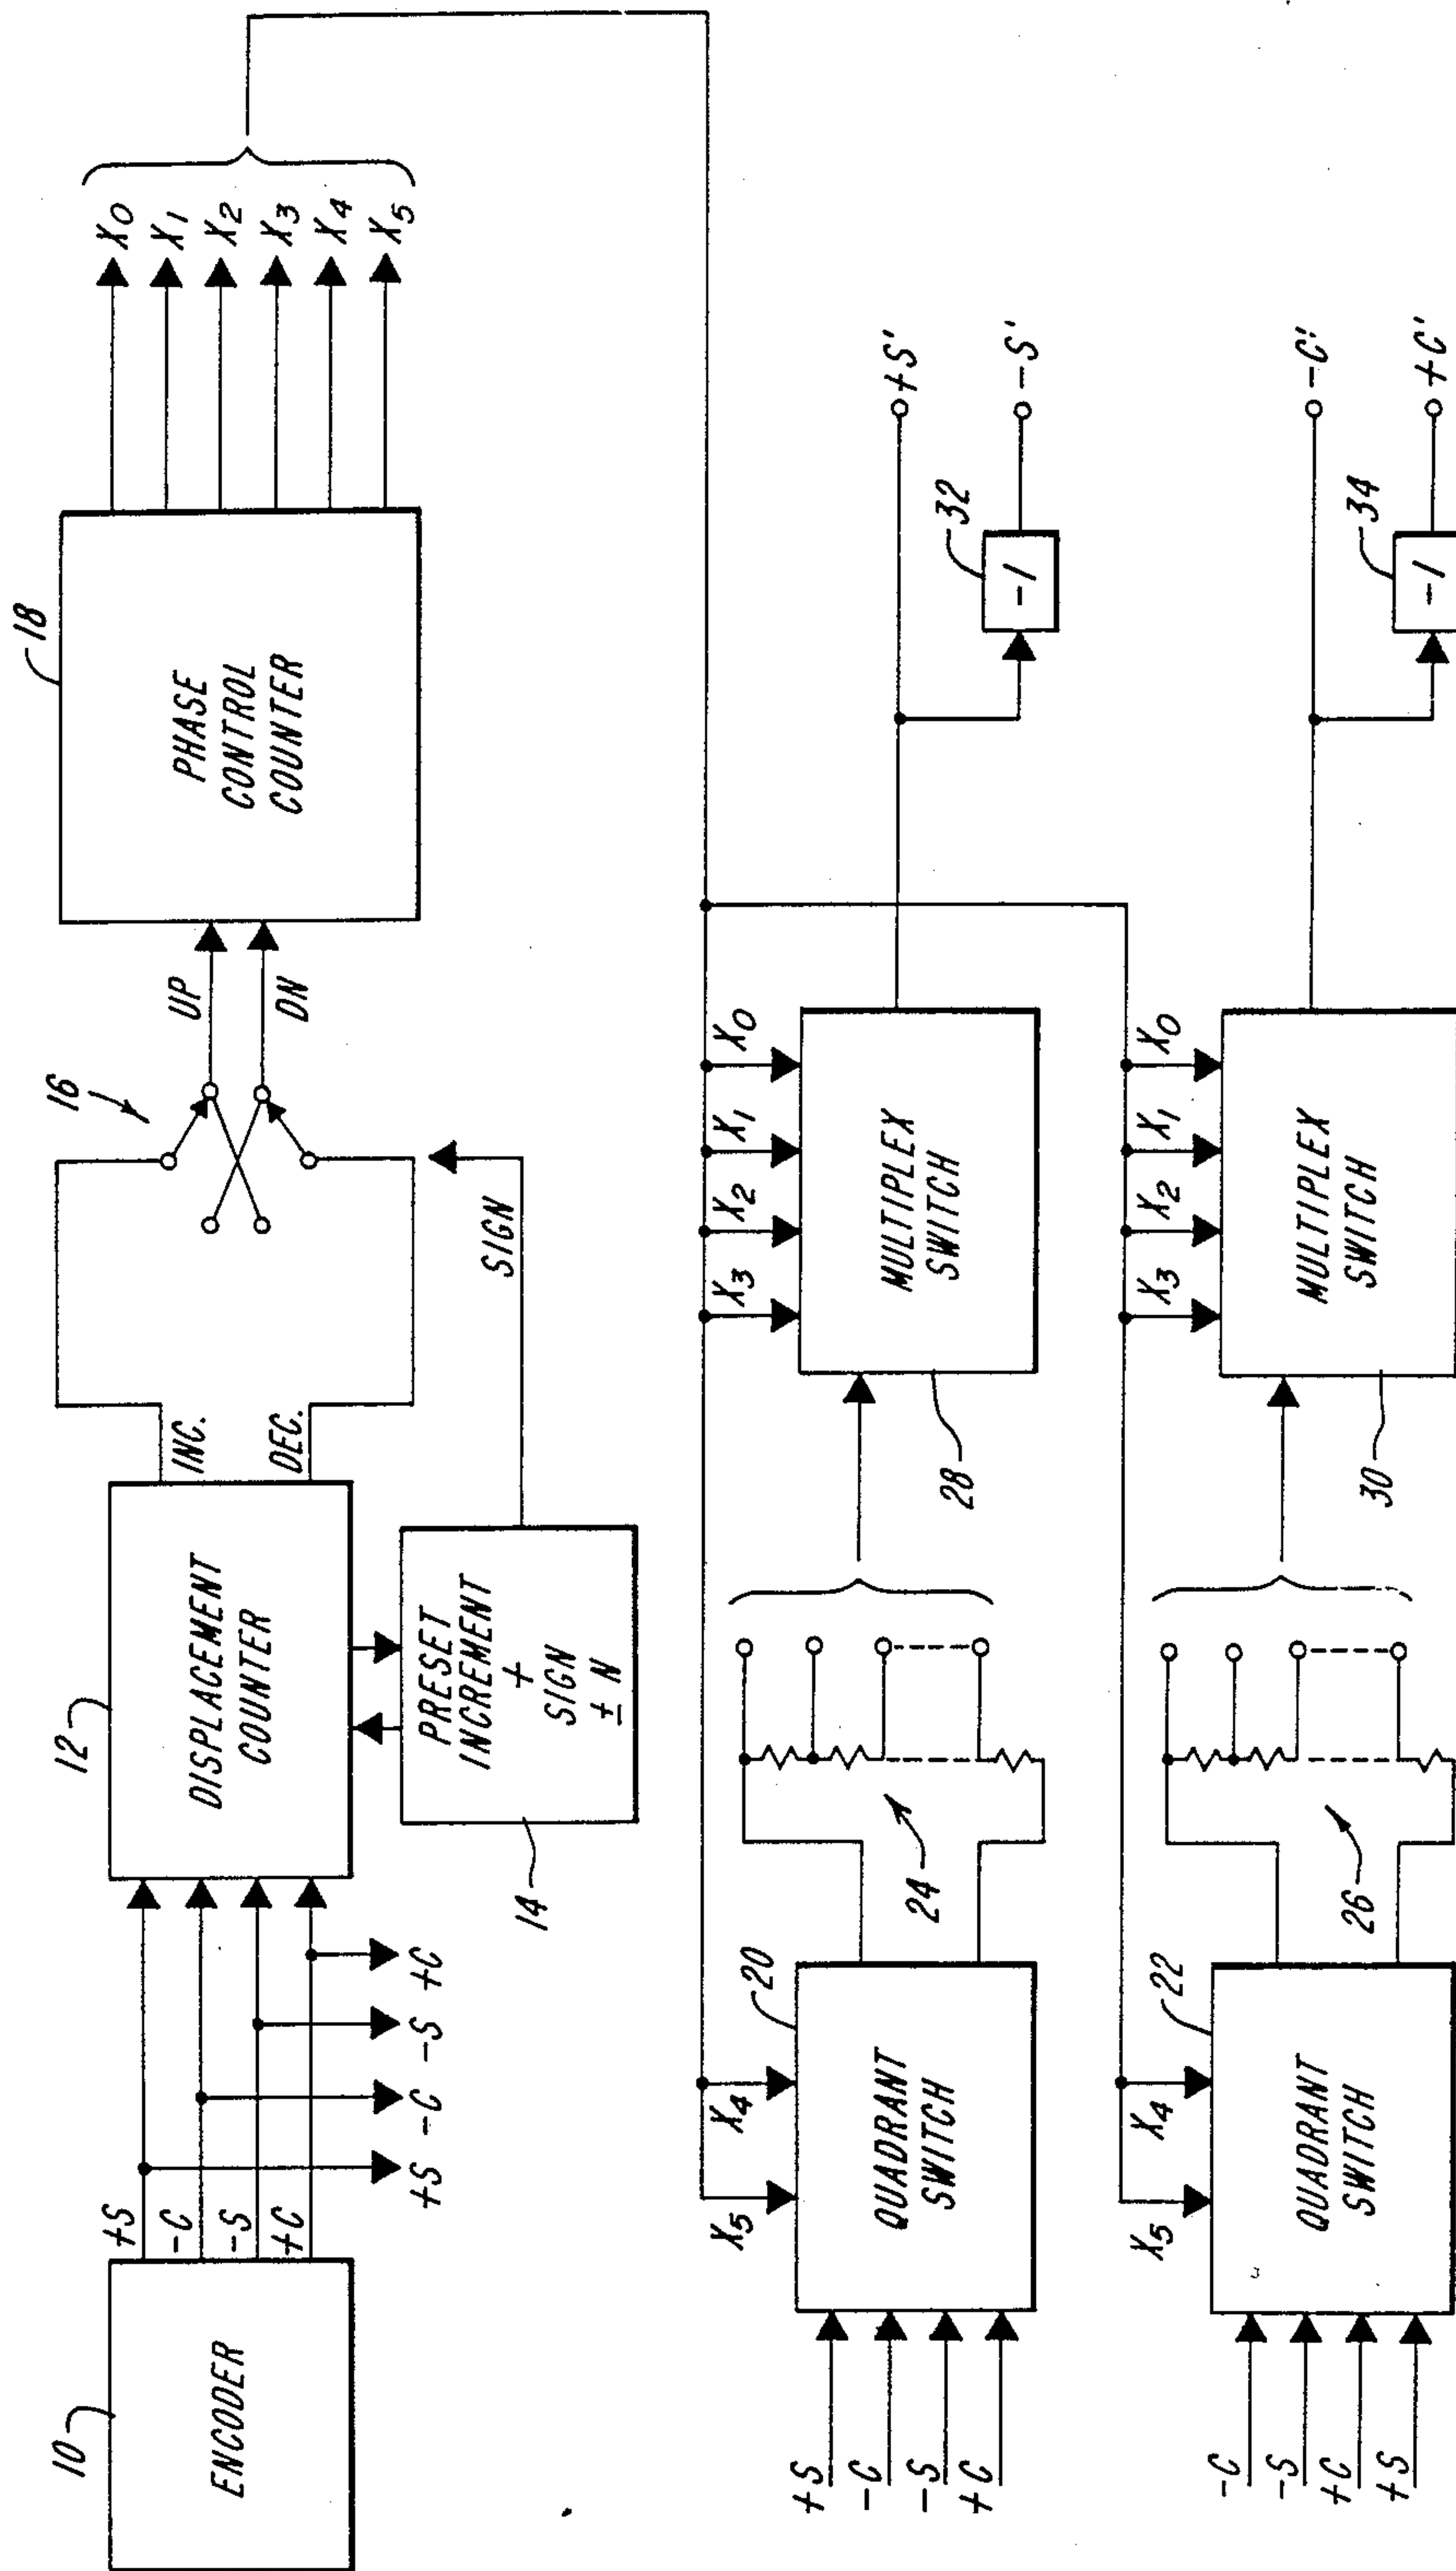 10
ENCODER
+S
-C
-S
+C
+S
-C
-S
+C
12
DISPLACEMENT
COUNTER
INC.
DEC.
PRESET
INCREMENT
+
SIGN
± N
14
SIGN
16
UP
DN
18
PHASE
CONTROL
COUNTER
X0
X1
X2
X3
X4
X5
+S
-C
-S
+C
X5
X4
20
QUADRANT
SWITCH
24
X3
X2
X1
X0
MULTIPLEX
SWITCH
28
+S'
32
-1
-S'
-C
-S
+C
+S
X5
X4
22
QUADRANT
SWITCH
26
X3
X2
X1
X0
MULTIPLEX
SWITCH
30
-C'
34
-1
+C'